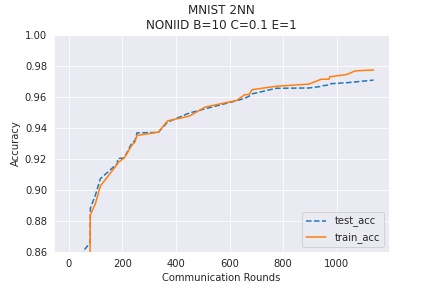 MNIST 2NN
NONIID B=10 C=0.1 E=1
1.00
0.98
0.96
0.94
0.92
0.90
0.88
0.86
Accuracy
test_acc
train_acc
0 200 400 600 800 1000
Communication Rounds